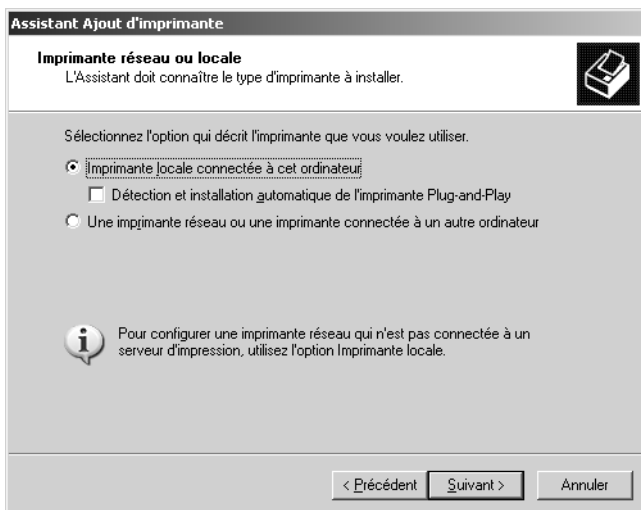 Assistant Ajout d'imprimante
Imprimante réseau ou locale
L'Assistant doit connaître le type d'imprimante à installer.
Sélectionnez l'option qui décrit l'imprimante que vous voulez utiliser.
Imprimante locale connectée à cet ordinateur
Détection et installation automatique de l'imprimante Plug-and-Play
Une imprimante réseau ou une imprimante connectée à un autre ordinateur
Pour configurer une imprimante réseau qui n'est pas connectée à un
serveur d'impression, utilisez l'option Imprimante locale.
< Précédent Suivant > Annuler